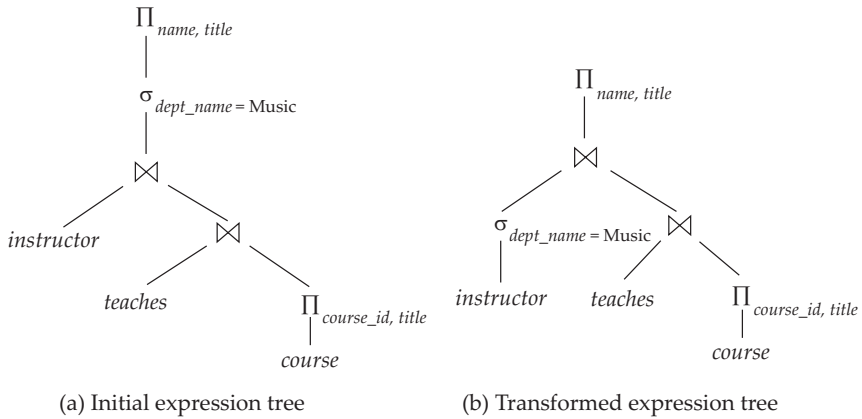 ∏ name, title
σ dept_name = Music
⋈
instructor
⋈
teaches
∏ course_id, title
course
(a) Initial expression tree
∏ name, title
⋈
σ dept_name = Music
⋈
instructor
teaches
∏ course_id, title
course
(b) Transformed expression tree